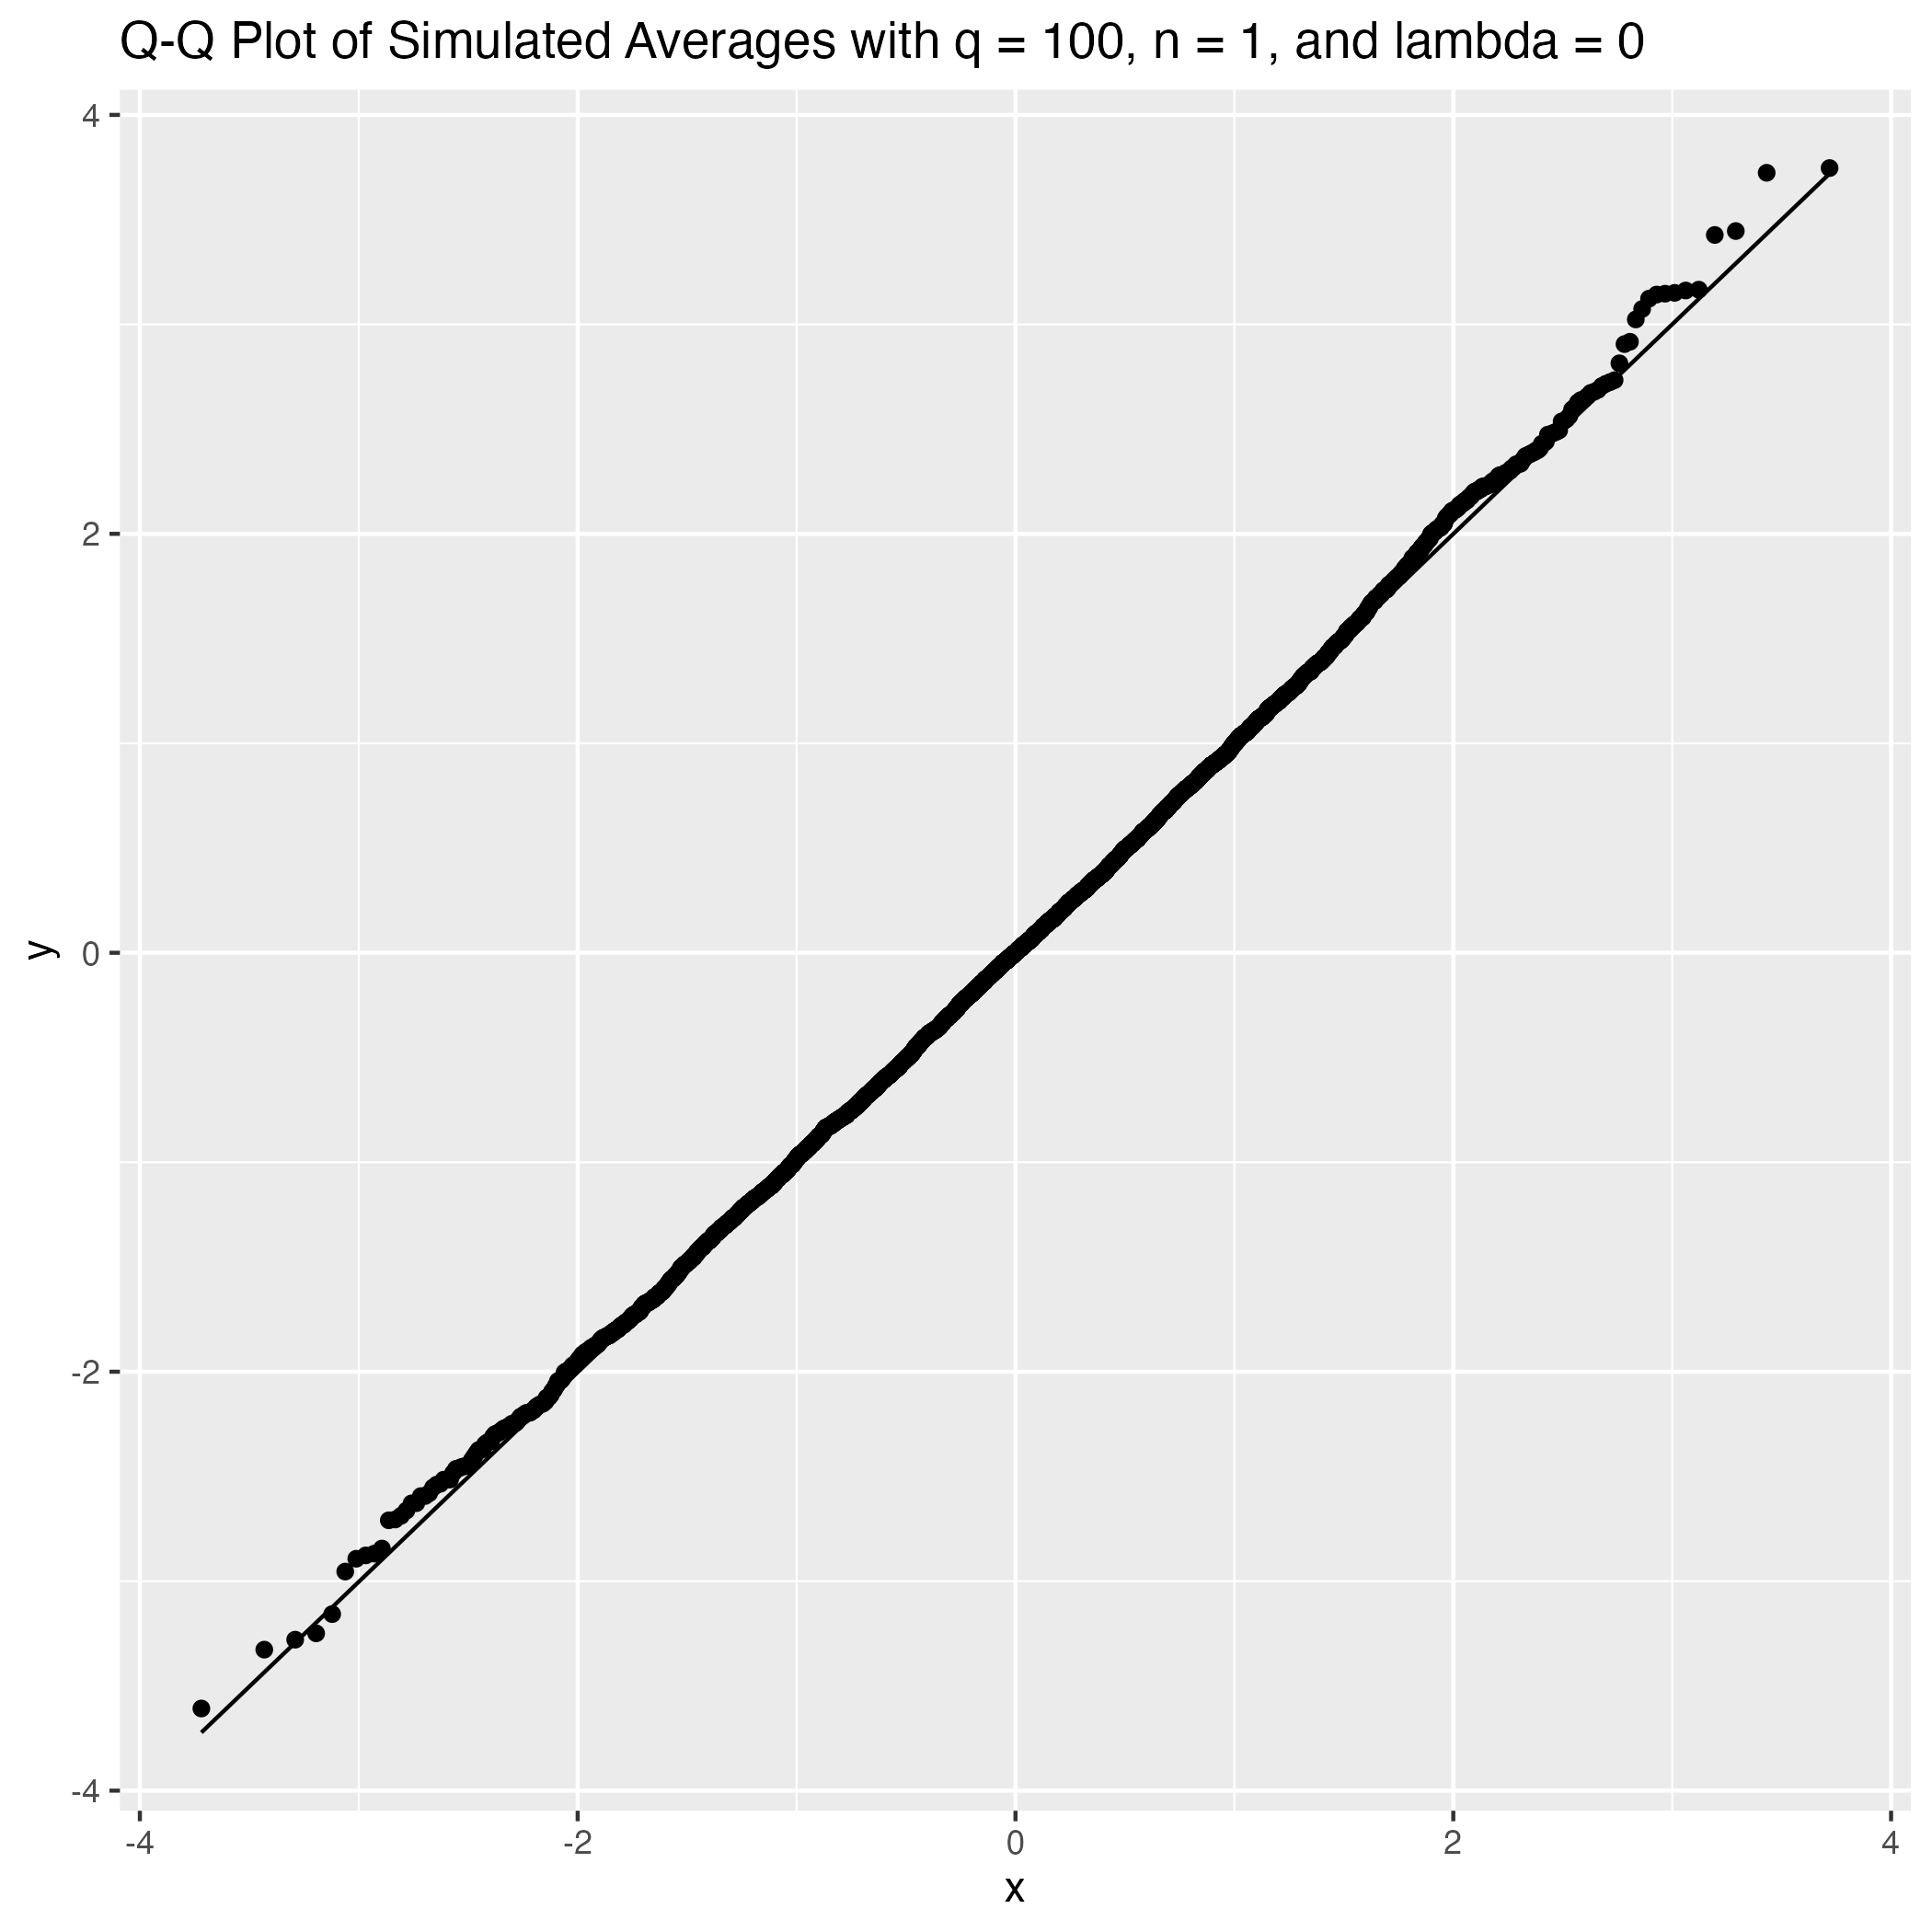 Q-Q Plot of Simulated Averages with q = 100, n = 1, and lambda = 0
4
2
0
-2
-4
y
-4 -2 0 2 4
x